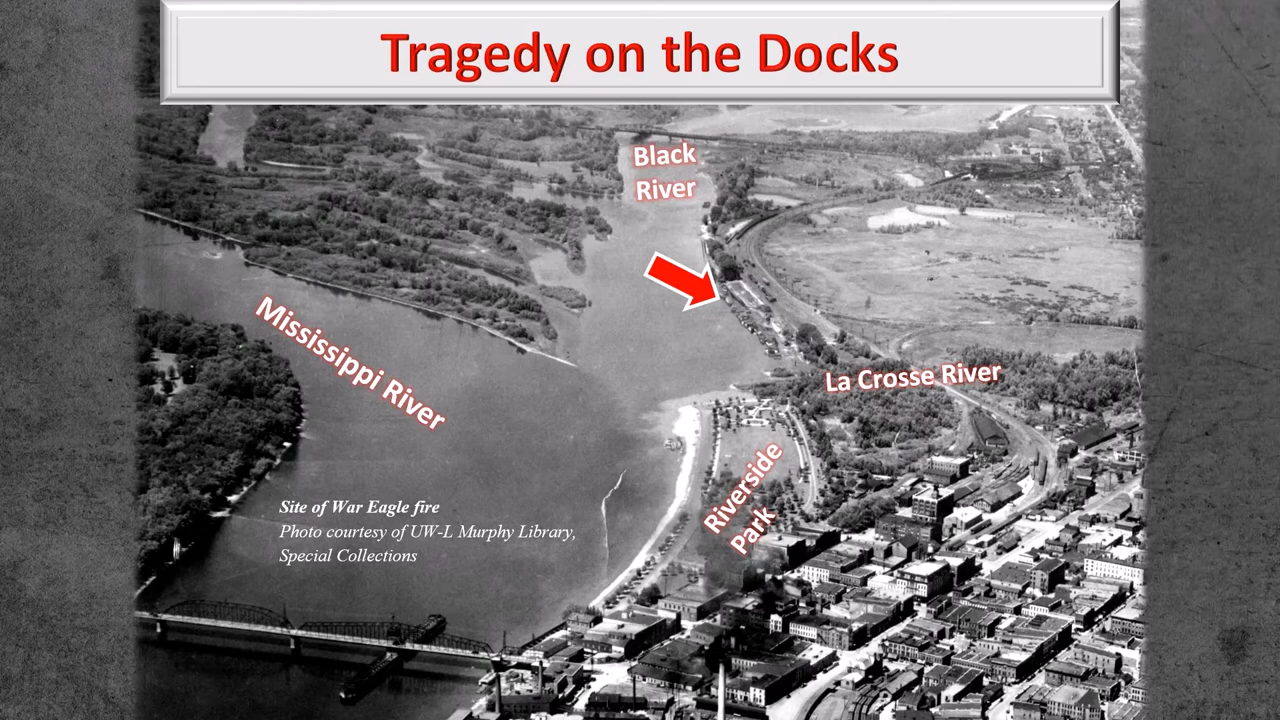 Tragedy on the Docks
Black
River
Mississippi River
La Crosse River
Riverside
Park
Site of War Eagle fire
Photo courtesy of UW-L Murphy Library,
Special Collections